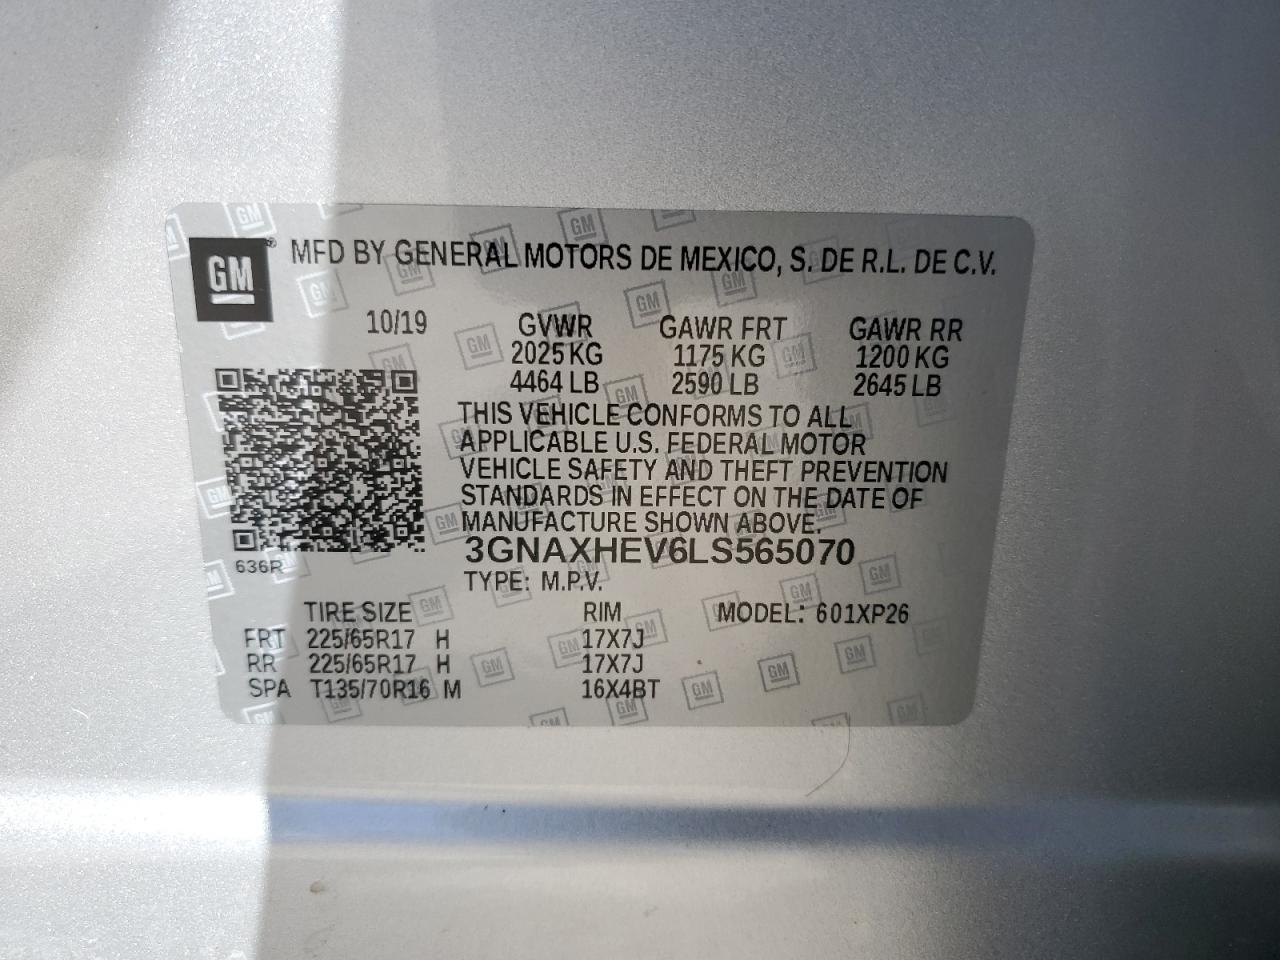 GM® MFD BY GENERAL MOTORS DE MEXICO, S. DE R.L. DE C.V.
10/19 GVWR GAWR FRT GAWR RR
2025 KG 1175 KG 1200 KG
4464 LB 2590 LB 2645 LB
THIS VEHICLE CONFORMS TO ALL
APPLICABLE U.S. FEDERAL MOTOR
VEHICLE SAFETY AND THEFT PREVENTION
STANDARDS IN EFFECT ON THE DATE OF
MANUFACTURE SHOWN ABOVE.
3GNAXHEV6LS565070
636R
TYPE: M.P.V.
TIRE SIZE RIM MODEL: 601XP26
FRT 225/65R17 H 17X7J
RR 225/65R17 H 17X7J
SPA T135/70R16 M 16X4BT